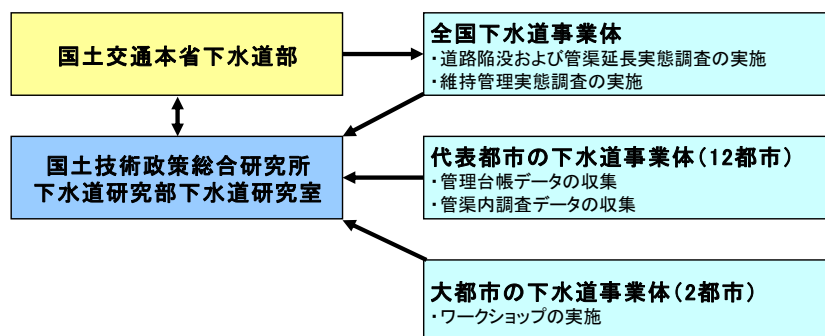 国土交通本省下水道部
全国下水道事業体
・道路陥没および管渠延長実態調査の実施
・維持管理実態調査の実施
国土技術政策総合研究所
下水道研究部下水道研究室
代表都市の下水道事業体（12都市）
・管理台帳データの収集
・管渠内調査データの収集
大都市の下水道事業体（2都市）
・ワークショップの実施